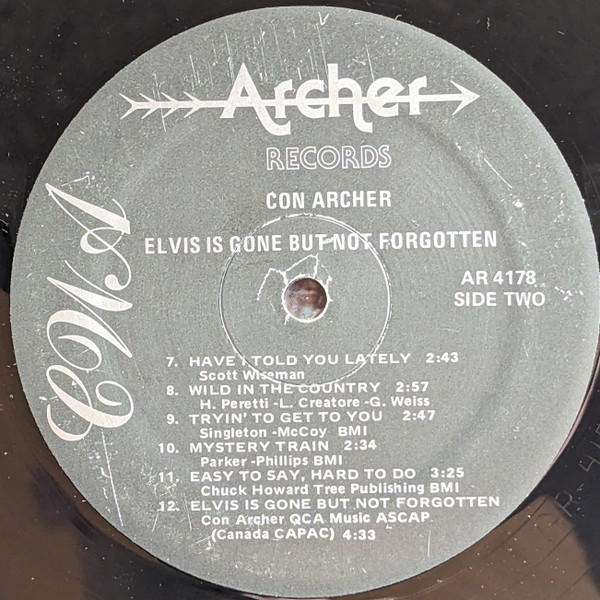 Archer
RECORDS
CON ARCHER
ELVIS IS GONE BUT NOT FORGOTTEN
AR 4178
SIDE TWO
7. HAVE I TOLD YOU LATELY 2:43
Scott Wiseman
8. WILD IN THE COUNTRY 2:57
H. Peretti -L. Creatore -G. Weiss
9. TRYIN' TO GET TO YOU 2:47
Singleton -McCoy BMI
10. MYSTERY TRAIN 2:34
Parker -Phillips BMI
11. EASY TO SAY, HARD TO DO 3:25
Chuck Howard Tree Publishing BMI
12. ELVIS IS GONE BUT NOT FORGOTTEN
Con Archer QCA Music ASCAP
(Canada CAPAC) 4:33